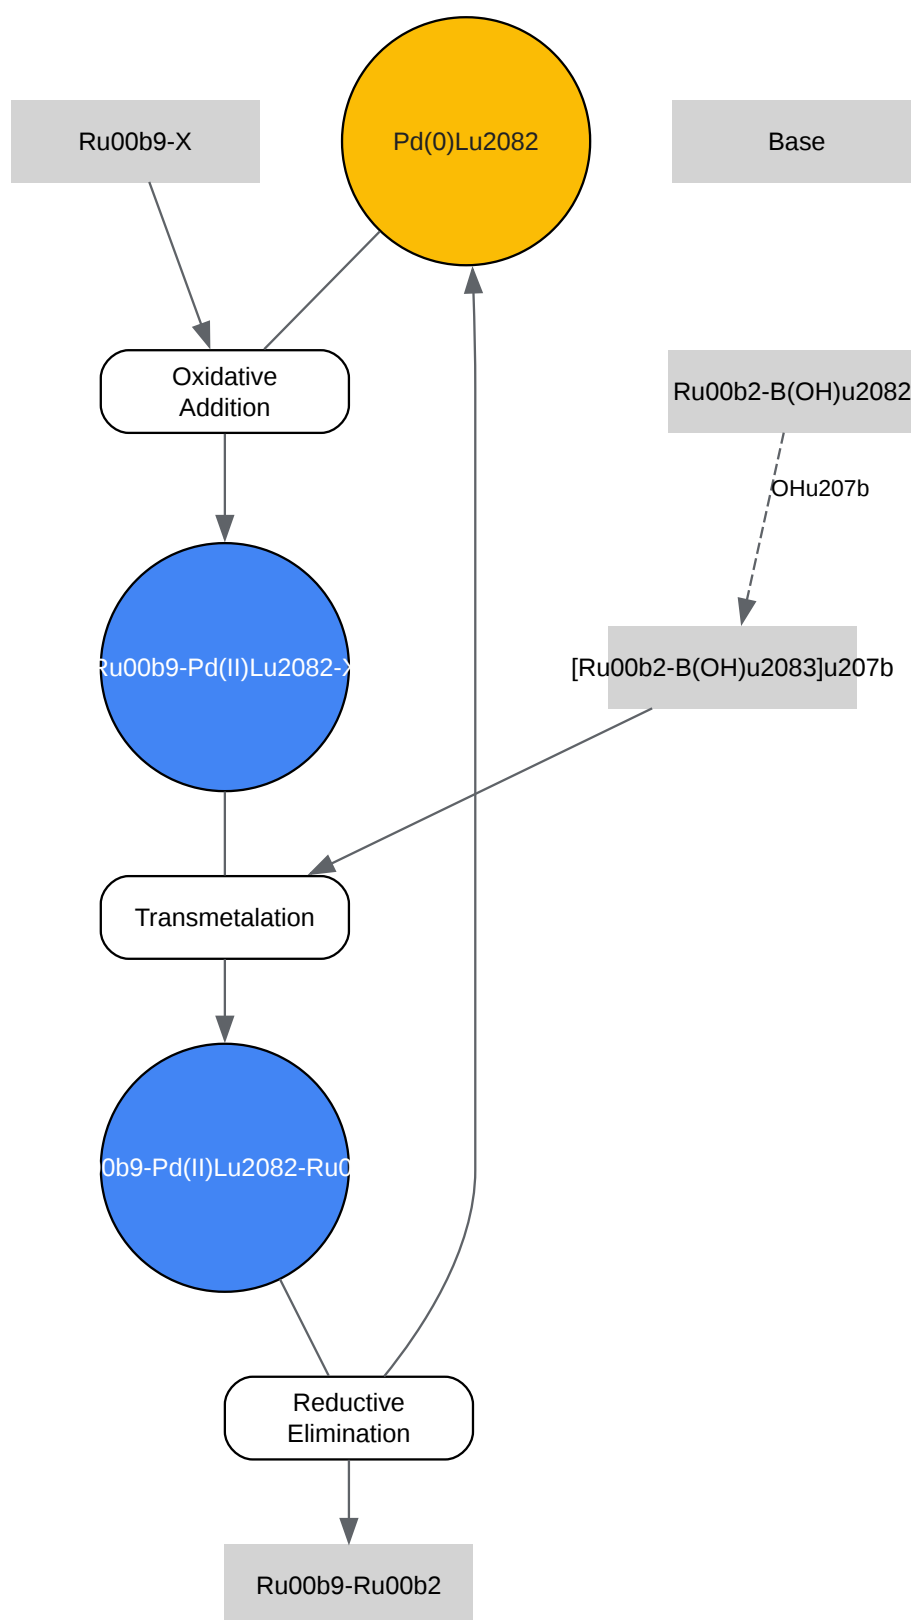 Ru00b9-X
Pd(0)Lu2082
Base
Oxidative
Addition
Ru00b2-B(OH)u2082
OHu207b
Ru00b9-Pd(II)Lu2082-X
[Ru00b2-B(OH)u2083]u207b
Transmetalation
00b9-Pd(II)Lu2082-Ru0
Reductive
Elimination
Ru00b9-Ru00b2